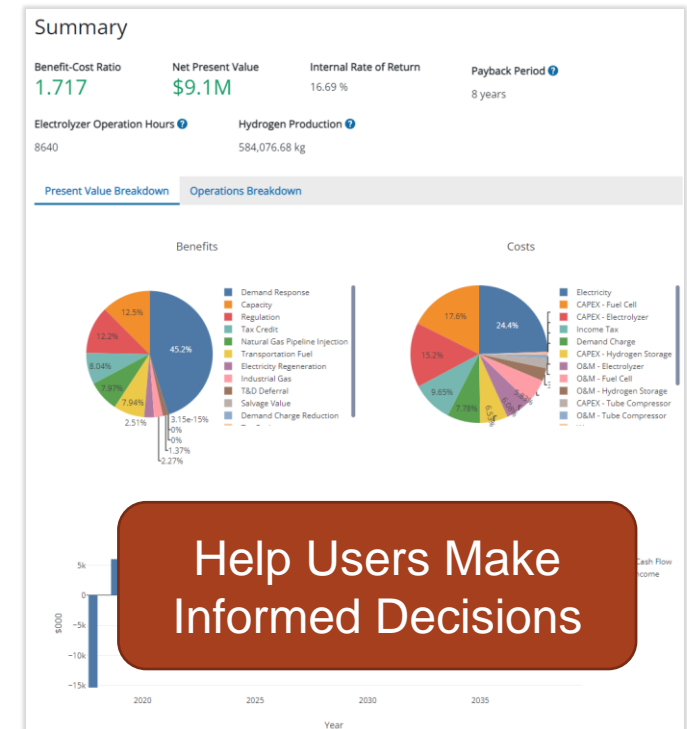 Summary
Benefit-Cost Ratio
1.717
Net Present Value
$9.1M
Internal Rate of Return
16.69 %
Payback Period ?
8 years
Electrolyzer Operation Hours ?
8640
Hydrogen Production ?
584,076.68 kg
Present Value Breakdown
Operations Breakdown
Benefits
45.2%
12.5%
12.2%
8.04%
7.97%
7.94%
2.51%
2.27%
1.37%
0%
0%
3.15e-15%
Demand Response
Capacity
Regulation
Tax Credit
Natural Gas Pipeline Injection
Transportation Fuel
Electricity Regeneration
Industrial Gas
T&D Deferral
Salvage Value
Demand Charge Reduction
Costs
24.4%
17.6%
15.2%
9.65%
7.78%
Electricity
CAPEX - Fuel Cell
CAPEX - Electrolyzer
Income Tax
Demand Charge
CAPEX - Hydrogen Storage
O&M - Electrolyzer
O&M - Fuel Cell
O&M - Hydrogen Storage
CAPEX - Tube Compressor
O&M - Tube Compressor
Help Users Make
Informed Decisions
Cash Flow
$000
5k
0
−5k
−10k
−15k
2020
2025
2030
2035
Year